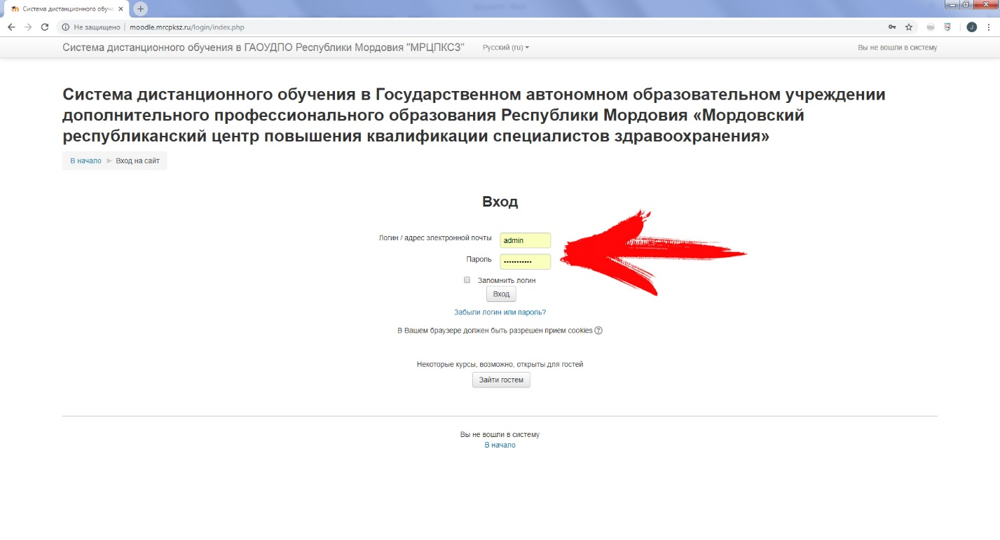 Система дистанционного обуче
Не защищено | moodle.mrcpksz.ru/login/index.php
J
Система дистанционного обучения в ГАОУДПО Республики Мордовия "МРЦПКСЗ" Русский (ru) Вы не вошли в систему
Система дистанционного обучения в Государственном автономном образовательном учреждении
дополнительного профессионального образования Республики Мордовия «Мордовский
республиканский центр повышения квалификации специалистов здравоохранения»
В начало ► Вход на сайт
Вход
Логин / адрес электронной почты admin
Пароль •••••••••••
Запомнить логин
Вход
Забыли логин или пароль?
В Вашем браузере должен быть разрешен прием cookies ?
Некоторые курсы, возможно, открыты для гостей
Зайти гостем
Вы не вошли в систему
В начало